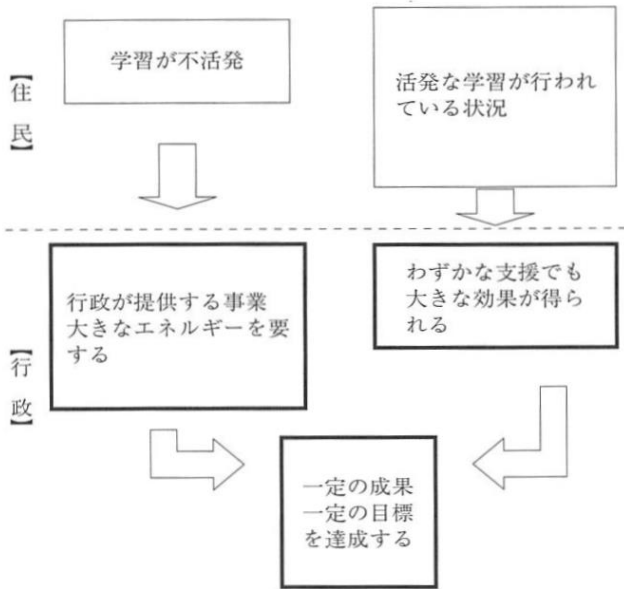 【住民】
学習が不活発
活発な学習が行われ
ている状況
【行政】
行政が提供する事業
大きなエネルギーを要
する
わずかな支援でも
大きな効果が得ら
れる
一定の成果
一定の目標
を達成する